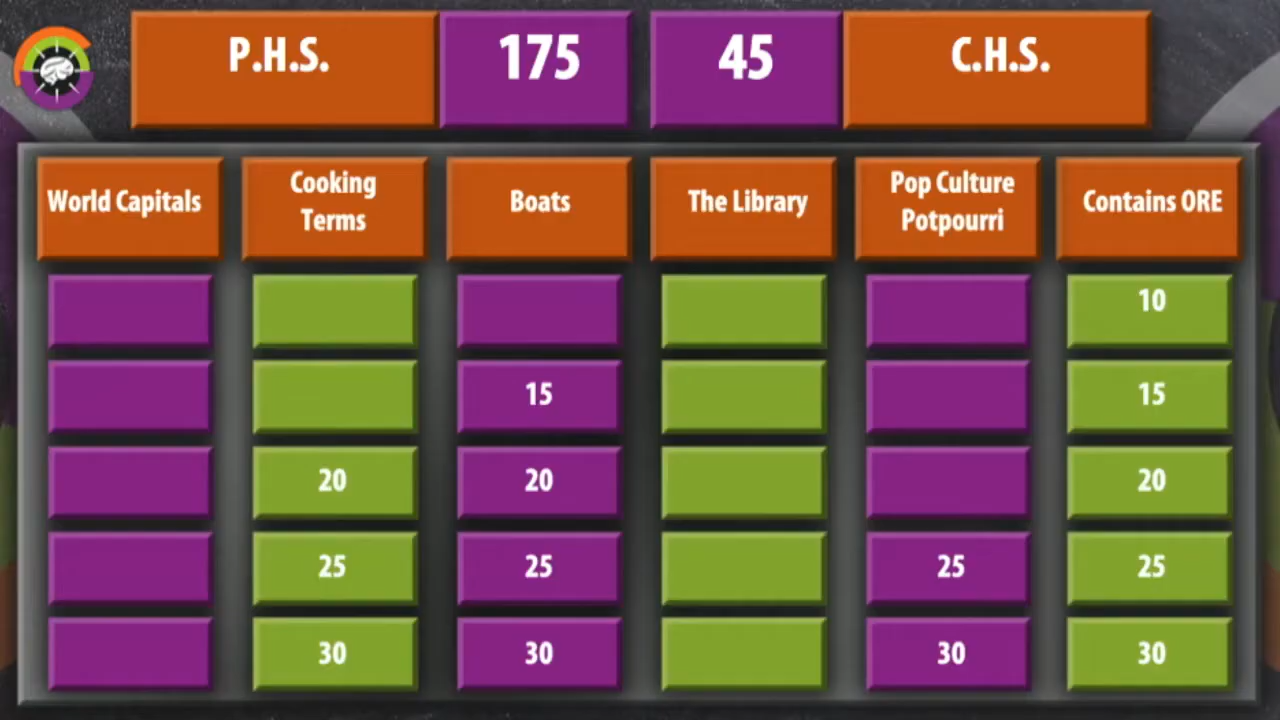 P.H.S. 175 45 C.H.S.
World Capitals
Cooking
Terms
Boats
The Library
Pop Culture
Potpourri
Contains ORE
10
15 15
20 20 20
25 25 25 25
30 30 30 30